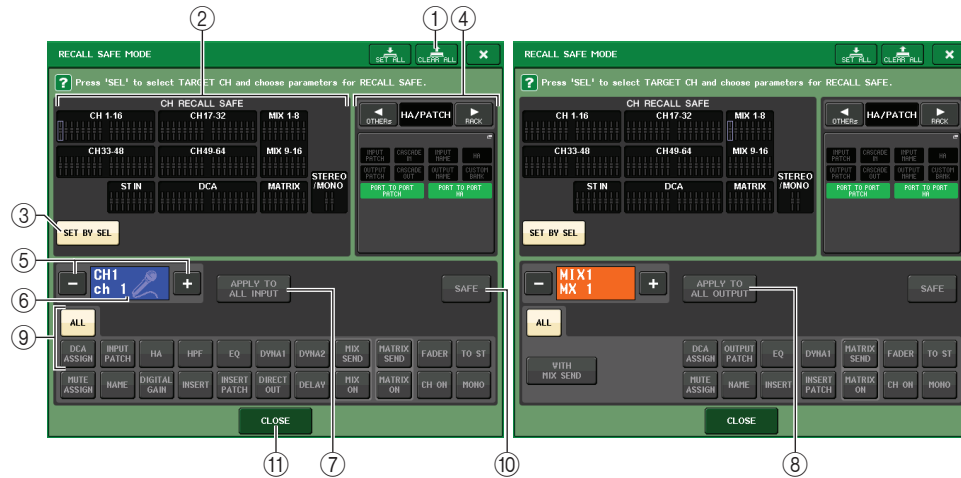 ② ① ④
RECALL SAFE MODE
SET ALL
CLEAR ALL
×
? Press 'SEL' to select TARGET CH and choose parameters for RECALL SAFE.
CH RECALL SAFE
CH 1-16
CH17-32
MIX 1-8
CH33-48
CH49-64
MIX 9-16
ST IN
DCA
MATRIX
STEREO
/MONO
OTHERs
HA/PATCH
RACK
INPUT PATCH
CASCADE IN
INPUT NAME
HA
OUTPUT PATCH
CASCADE OUT
OUTPUT NAME
CUSTOM BANK
PORT TO PORT PATCH
PORT TO PORT HA
③
SET BY SEL
⑤
−
CH1
ch 1
+
⑥
APPLY TO
ALL INPUT
SAFE
⑨
ALL
DCA ASSIGN
INPUT PATCH
HA
HPF
EQ
DYNA1
DYNA2
MIX SEND
MATRIX SEND
FADER
TO ST
MUTE ASSIGN
NAME
DIGITAL GAIN
INSERT
INSERT PATCH
DIRECT OUT
DELAY
MIX ON
MATRIX ON
CH ON
MONO
CLOSE
⑪ ⑦ ⑩
RECALL SAFE MODE
SET ALL
CLEAR ALL
×
? Press 'SEL' to select TARGET CH and choose parameters for RECALL SAFE.
CH RECALL SAFE
CH 1-16
CH17-32
MIX 1-8
CH33-48
CH49-64
MIX 9-16
ST IN
DCA
MATRIX
STEREO
/MONO
OTHERs
HA/PATCH
RACK
INPUT PATCH
CASCADE IN
INPUT NAME
HA
OUTPUT PATCH
CASCADE OUT
OUTPUT NAME
CUSTOM BANK
PORT TO PORT PATCH
PORT TO PORT HA
SET BY SEL
−
MIX1
MX 1
+
APPLY TO
ALL OUTPUT
SAFE
ALL
WITH
MIX SEND
DCA ASSIGN
OUTPUT PATCH
EQ
DYNA1
MATRIX SEND
FADER
TO ST
MUTE ASSIGN
NAME
INSERT
INSERT PATCH
MATRIX ON
CH ON
MONO
CLOSE
⑧